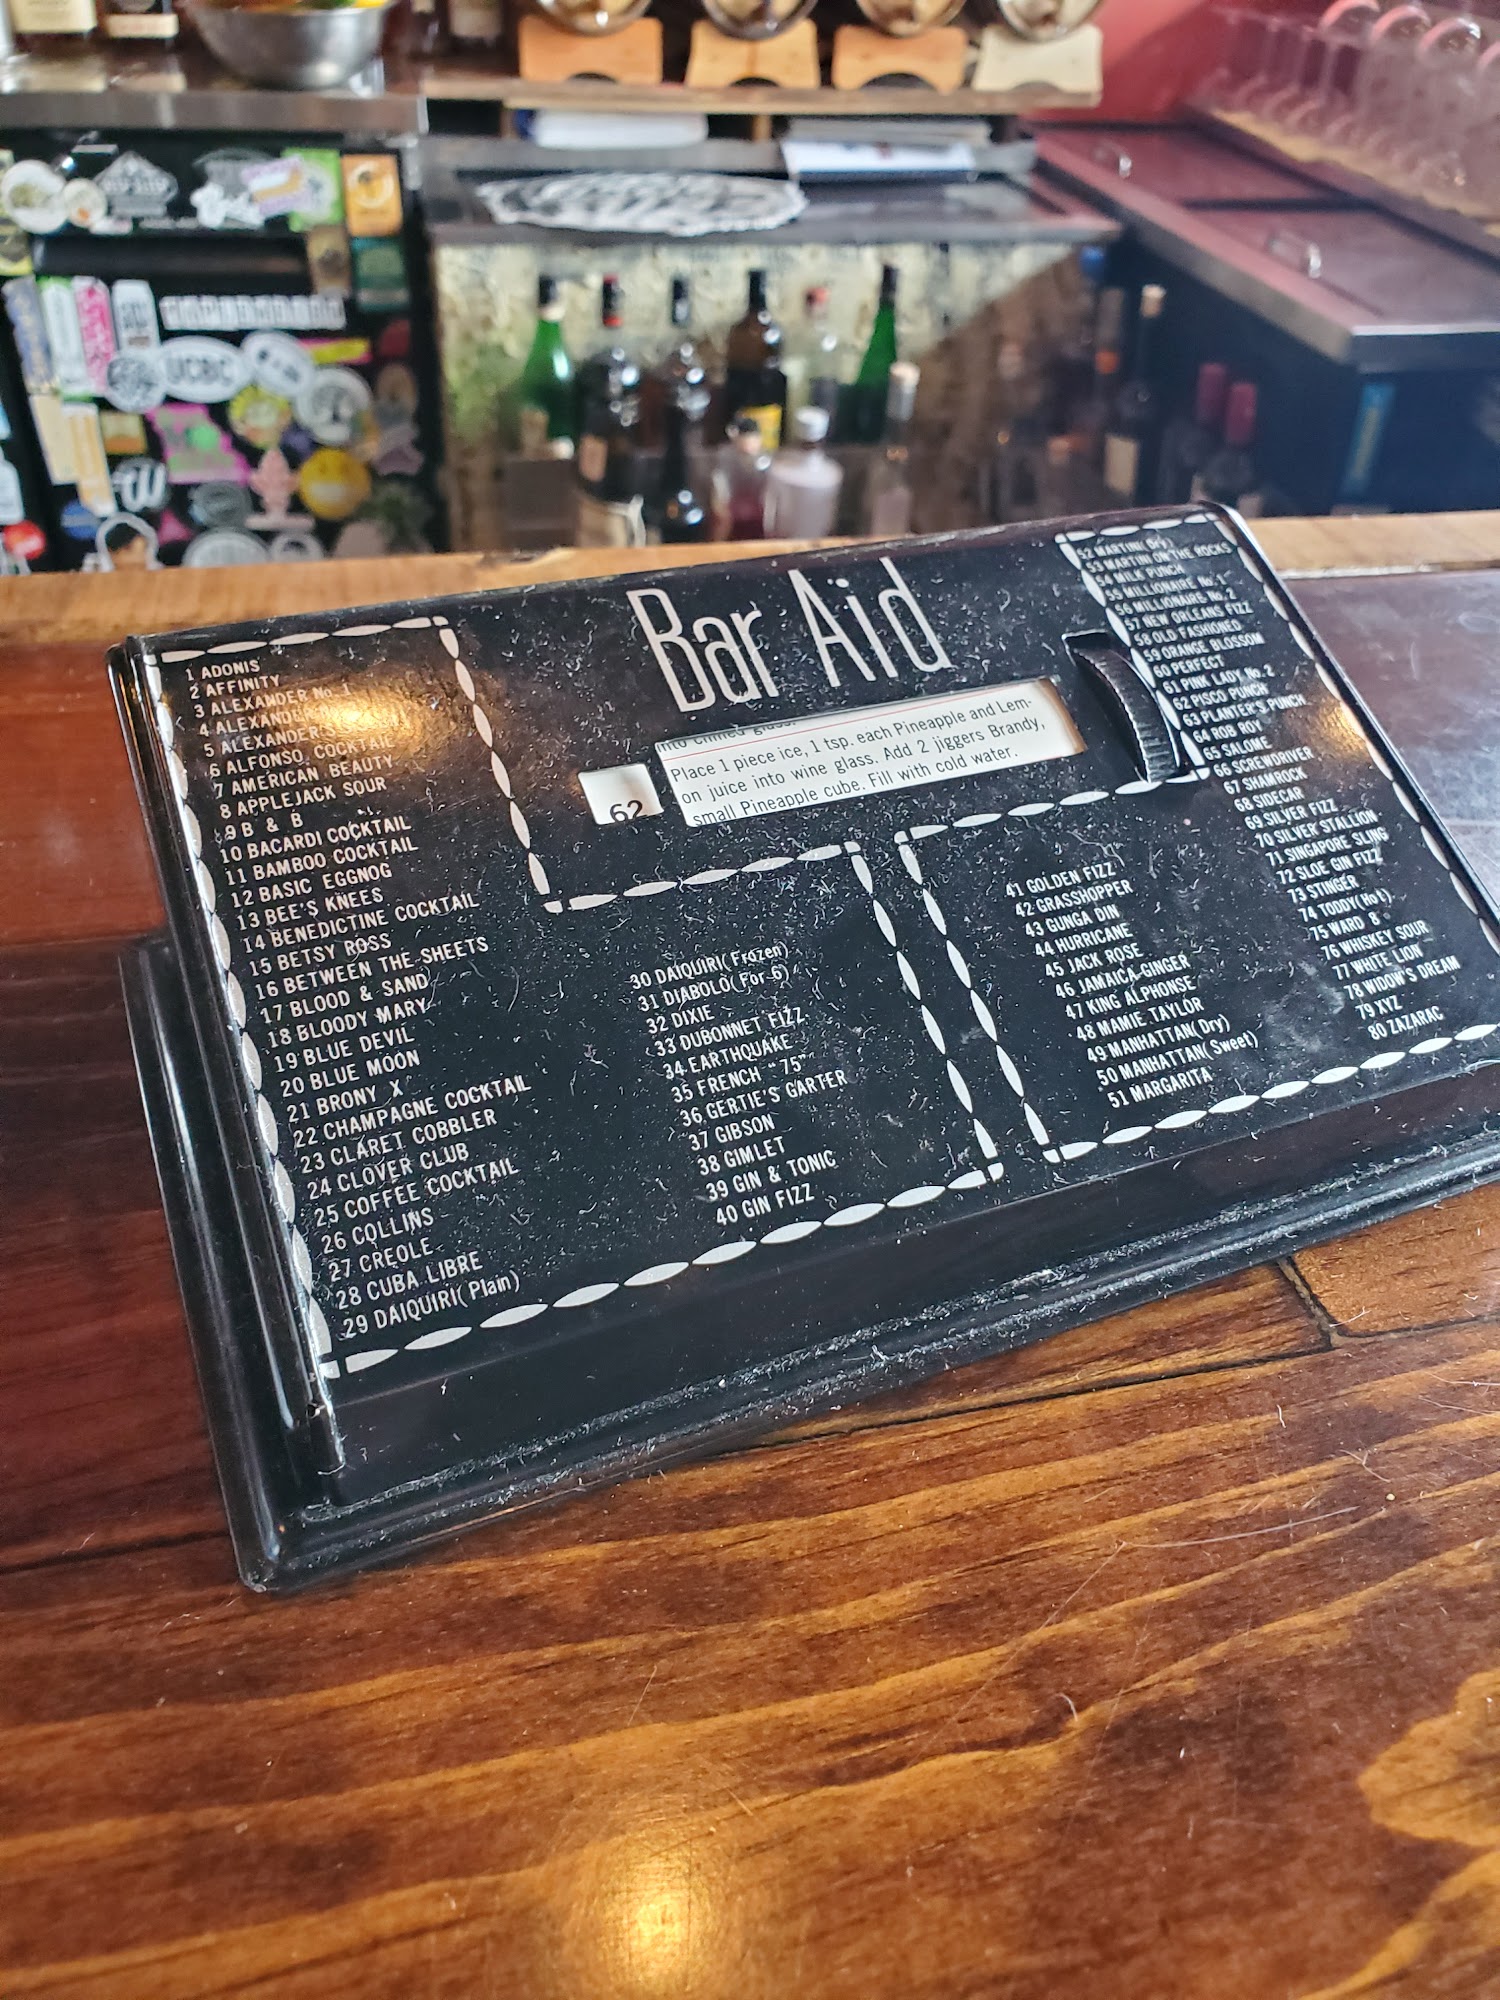 Bar Aid
into chilled glass.
62
Place 1 piece ice, 1 tsp. each Pineapple and Lem-
on juice into wine glass. Add 2 jiggers Brandy,
small Pineapple cube. Fill with cold water.
1 ADONIS
2 AFFINITY
3 ALEXANDER No. 1
4 ALEXANDER
5 ALEXANDER'S
6 ALFONSO COCKTAIL
7 AMERICAN BEAUTY
8 APPLEJACK SOUR
9 B & B
10 BACARDI COCKTAIL
11 BAMBOO COCKTAIL
12 BASIC EGGNOG
13 BEE'S KNEES
14 BENEDICTINE COCKTAIL
15 BETSY ROSS
16 BETWEEN THE SHEETS
17 BLOOD & SAND
18 BLOODY MARY
19 BLUE DEVIL
20 BLUE MOON
21 BRONY X
22 CHAMPAGNE COCKTAIL
23 CLARET COBBLER
24 CLOVER CLUB
25 COFFEE COCKTAIL
26 COLLINS
27 CREOLE
28 CUBA LIBRE
29 DAIQUIRI(Plain)
30 DAIQUIRI(Frozen)
31 DIABOLO(For 6)
32 DIXIE
33 DUBONNET FIZZ
34 EARTHQUAKE
35 FRENCH "75"
36 GERTIE'S GARTER
37 GIBSON
38 GIMLET
39 GIN & TONIC
40 GIN FIZZ
41 GOLDEN FIZZ
42 GRASSHOPPER
43 GUNGA DIN
44 HURRICANE
45 JACK ROSE
46 JAMAICA-GINGER
47 KING ALPHONSE
48 MAMIE TAYLOR
49 MANHATTAN(Dry)
50 MANHATTAN(Sweet)
51 MARGARITA
52 MARTINI(Dry)
53 MARTINI ON THE ROCKS
54 MILK PUNCH
55 MILLIONAIRE No. 1
56 MILLIONAIRE No. 2
57 NEW ORLEANS FIZZ
58 OLD FASHIONED
59 ORANGE BLOSSOM
60 PERFECT
61 PINK LADY No. 2
62 PISCO PUNCH
63 PLANTER'S PUNCH
64 ROB ROY
65 SALOME
66 SCREWDRIVER
67 SHAMROCK
68 SIDECAR
69 SILVER FIZZ
70 SILVER STALLION
71 SINGAPORE SLING
72 SLOE GIN FIZZ
73 STINGER
74 TODDY(Hot)
75 WARD 8
76 WHISKEY SOUR
77 WHITE LION
78 WIDOW'S DREAM
79 XYZ
80 ZAZARAC
UCBC